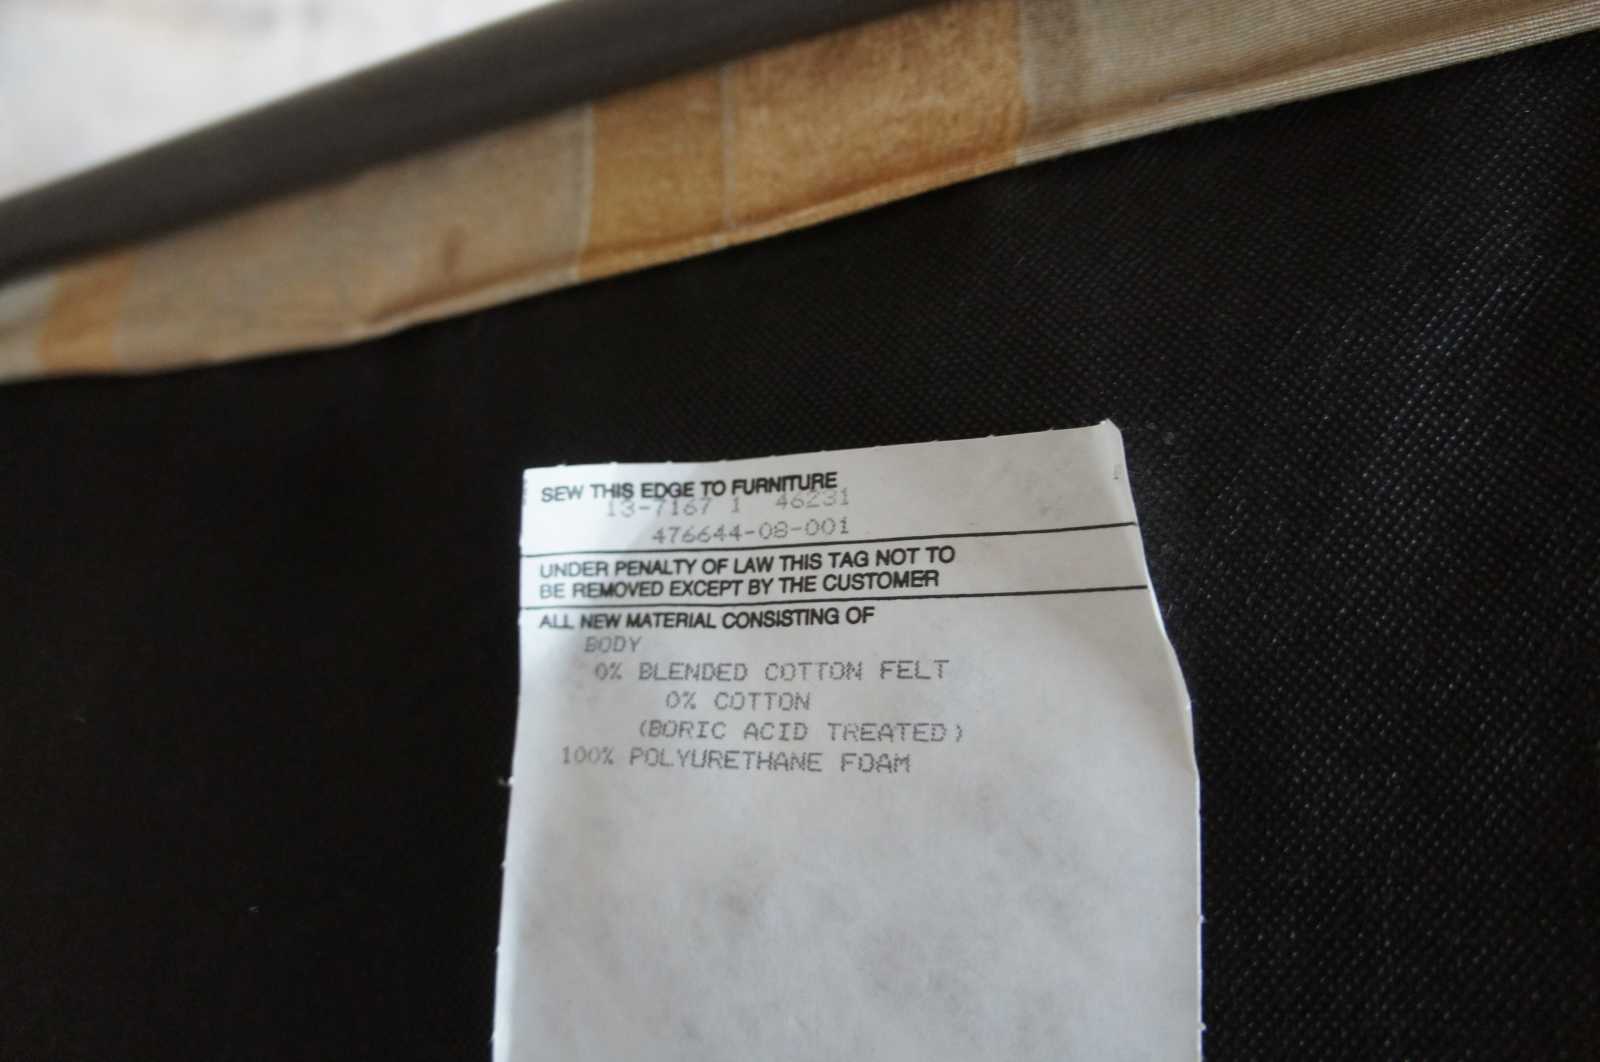 SEW THIS EDGE TO FURNITURE
13-7167 1 46231
476644-08-001
UNDER PENALTY OF LAW THIS TAG NOT TO
BE REMOVED EXCEPT BY THE CUSTOMER
ALL NEW MATERIAL CONSISTING OF
BODY
0% BLENDED COTTON FELT
0% COTTON
(BORIC ACID TREATED)
100% POLYURETHANE FOAM